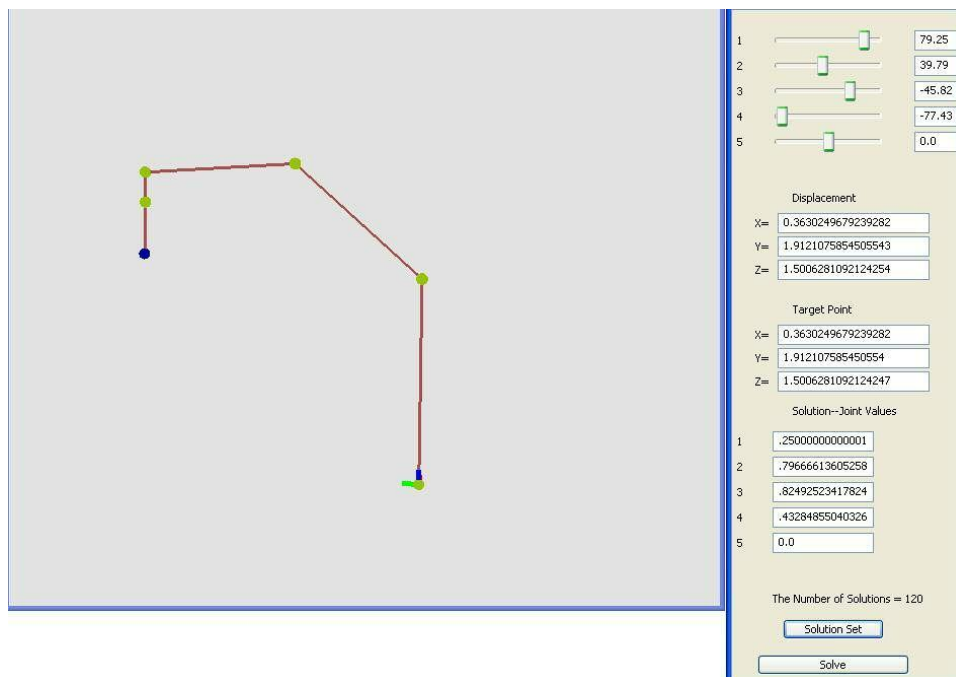 1 79.25
2 39.79
3 -45.82
4 -77.43
5 0.0
Displacement
X= 0.3630249679239282
Y= 1.9121075854505543
Z= 1.5006281092124254
Target Point
X= 0.3630249679239282
Y= 1.912107585450554
Z= 1.5006281092124247
Solution--Joint Values
1 .25000000000001
2 .79666613605258
3 .82492523417824
4 .43284855040326
5 0.0
The Number of Solutions = 120
Solution Set
Solve